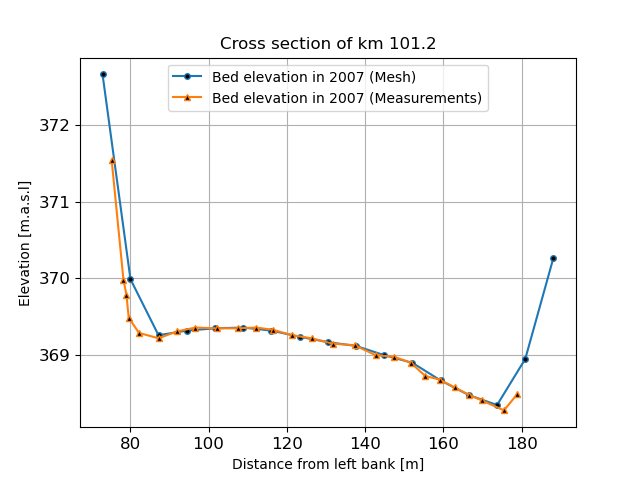 Cross section of km 101.2
Bed elevation in 2007 (Mesh)
Bed elevation in 2007 (Measurements)
Elevation [m.a.s.l]
372
371
370
369
80 100 120 140 160 180
Distance from left bank [m]